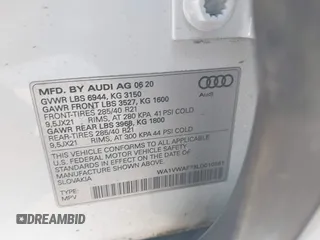 MFD. BY AUDI AG 06 20
GVWR LBS 6944, KG 3150
GAWR FRONT LBS 3527, KG 1600
FRONT-TIRES 285/40 R21
9,5JX21 RIMS, AT 280 KPA 41 PSI COLD
GAWR REAR LBS 3968, KG 1800
REAR-TIRES 285/40 R21
9,5JX21 RIMS, AT 300 KPA 44 PSI COLD
THIS VEHICLE CONFORMS TO ALL APPLICABLE
U.S. FEDERAL MOTOR VEHICLE SAFETY STANDARDS
IN EFFECT ON THE DATE OF MANUFACTURE
SHOWN ABOVE.
SLOVAKIA
TYPE:
MPV
Audi
DREAMBID